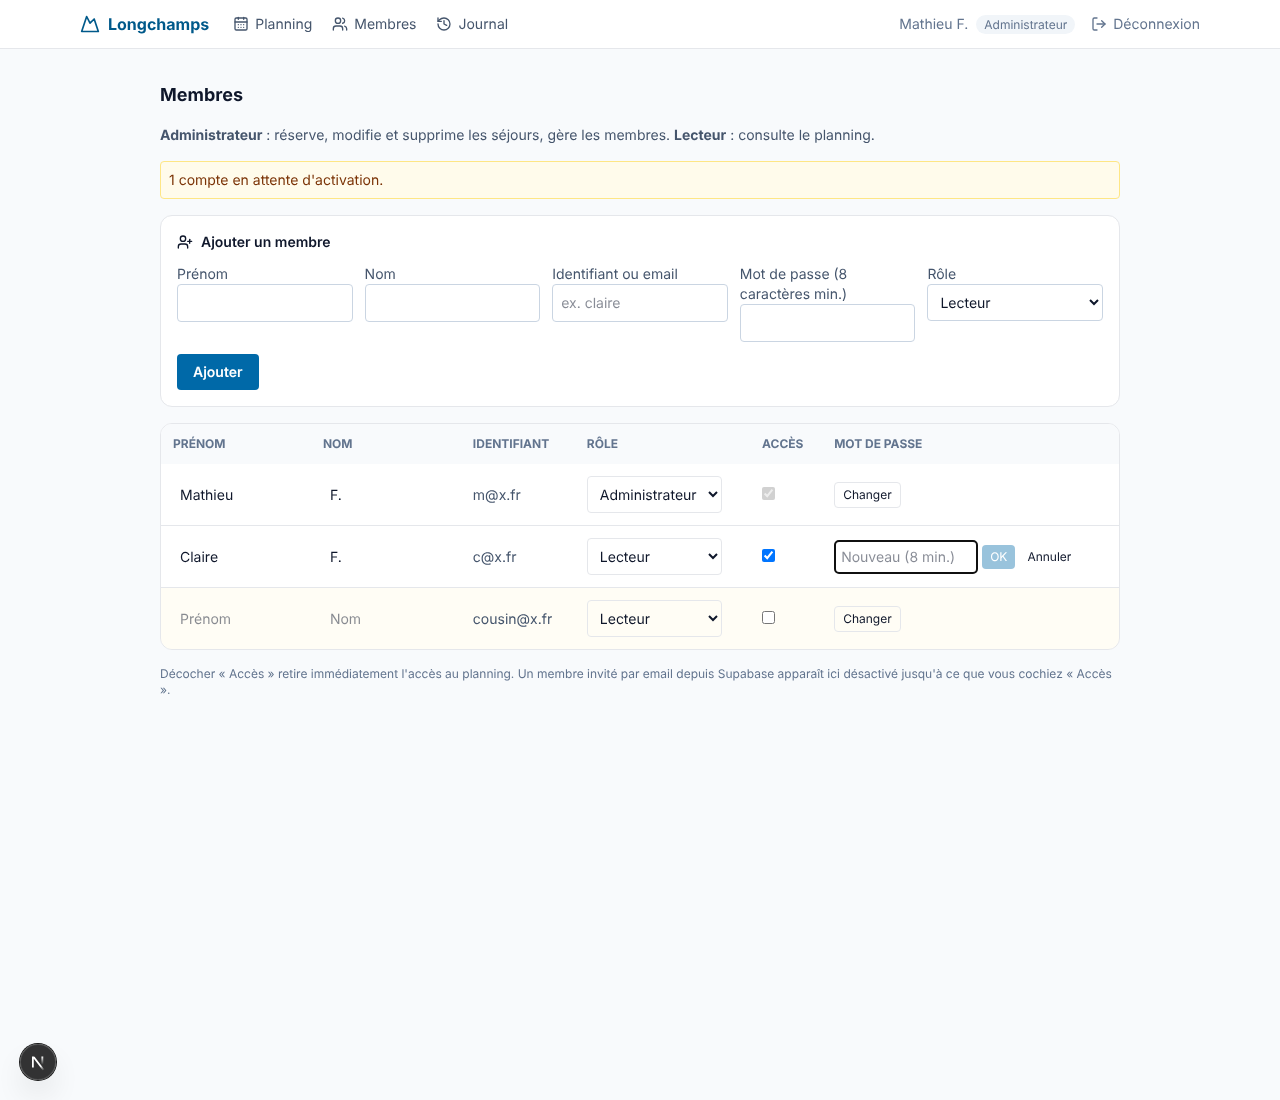 Longchamps Planning Membres Journal Mathieu F. Administrateur Déconnexion
Membres
Administrateur : réserve, modifie et supprime les séjours, gère les membres. Lecteur : consulte le planning.
1 compte en attente d'activation.
Ajouter un membre
Prénom Nom Identifiant ou email Mot de passe (8 caractères min.) Rôle
ex. claire Lecteur
Ajouter
PRÉNOM NOM IDENTIFIANT RÔLE ACCÈS MOT DE PASSE
Mathieu F. m@x.fr Administrateur Changer
Claire F. c@x.fr Lecteur Nouveau (8 min.) OK Annuler
Prénom Nom cousin@x.fr Lecteur Changer
Décocher « Accès » retire immédiatement l'accès au planning. Un membre invité par email depuis Supabase apparaît ici désactivé jusqu'à ce que vous cochiez « Accès
».
N